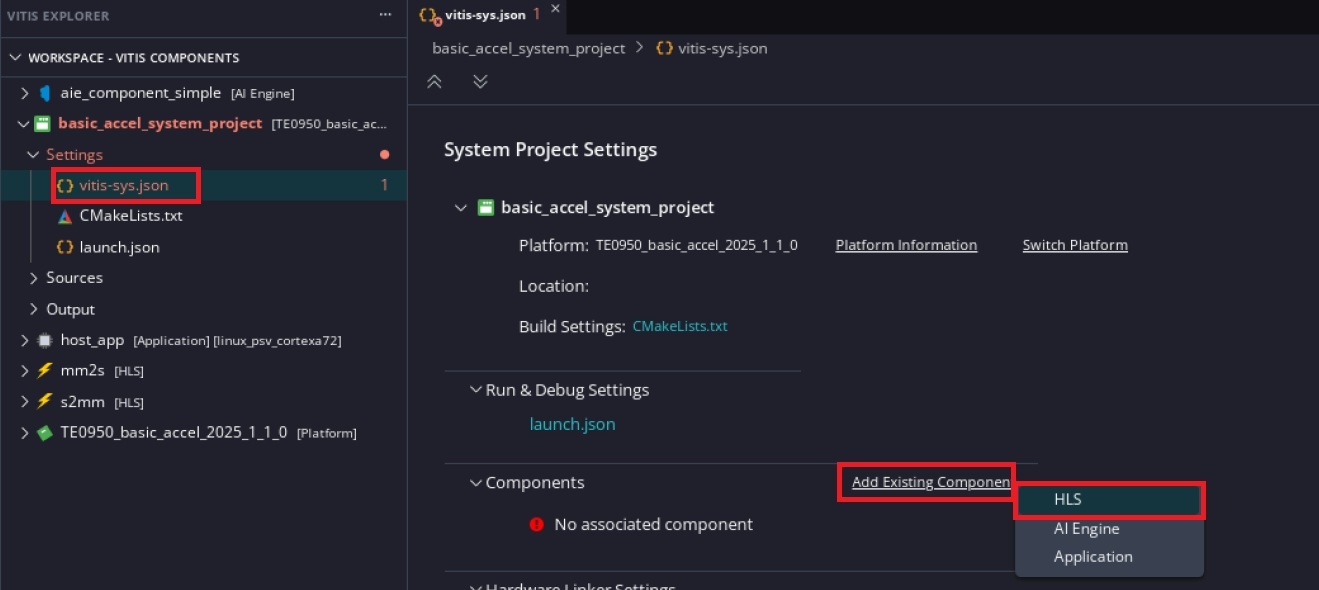 VITIS EXPLORER ...
WORKSPACE - VITIS COMPONENTS
aie_component_simple [AI Engine]
basic_accel_system_project [TE0950_basic_ac...
Settings
vitis-sys.json 1
CMakeLists.txt
launch.json
Sources
Output
host_app [Application] [linux_psv_cortexa72]
mm2s [HLS]
s2mm [HLS]
TE0950_basic_accel_2025_1_1_0 [Platform]
vitis-sys.json 1
basic_accel_system_project > vitis-sys.json
System Project Settings
basic_accel_system_project
Platform: TE0950_basic_accel_2025_1_1_0 Platform Information Switch Platform
Location:
Build Settings: CMakeLists.txt
Run & Debug Settings
launch.json
Components Add Existing Componen
HLS
No associated component
AI Engine
Application
Hardware Linker Settings